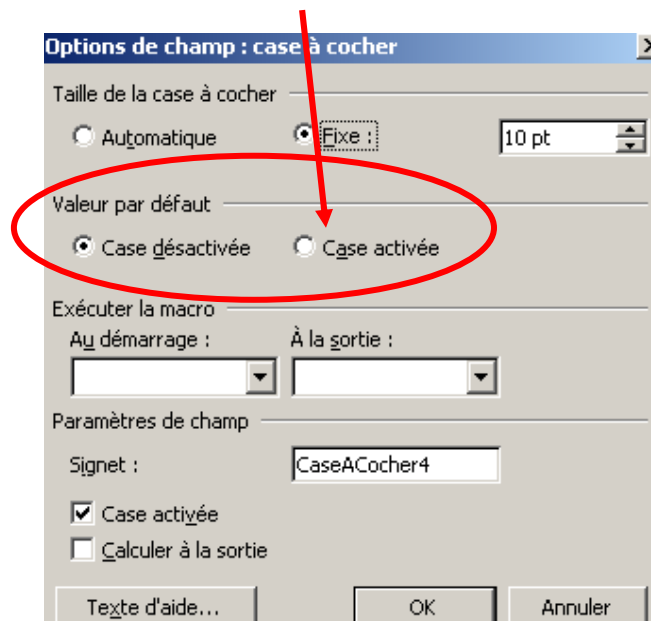 Options de champ : case à cocher
Taille de la case à cocher
Automatique Fixe : 10 pt
Valeur par défaut
Case désactivée Case activée
Exécuter la macro
Au démarrage : À la sortie :
Paramètres de champ
Signet : CaseACocher4
Case activée
Calculer à la sortie
Texte d'aide... OK Annuler